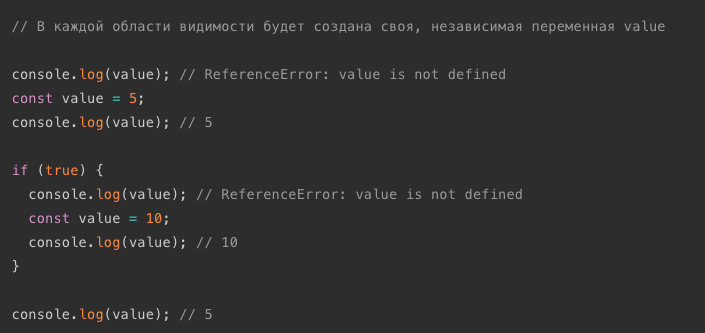 // В каждой области видимости будет создана своя, независимая переменная value
console.log(value); // ReferenceError: value is not defined
const value = 5;
console.log(value); // 5
if (true) {
  console.log(value); // ReferenceError: value is not defined
  const value = 10;
  console.log(value); // 10
}
console.log(value); // 5